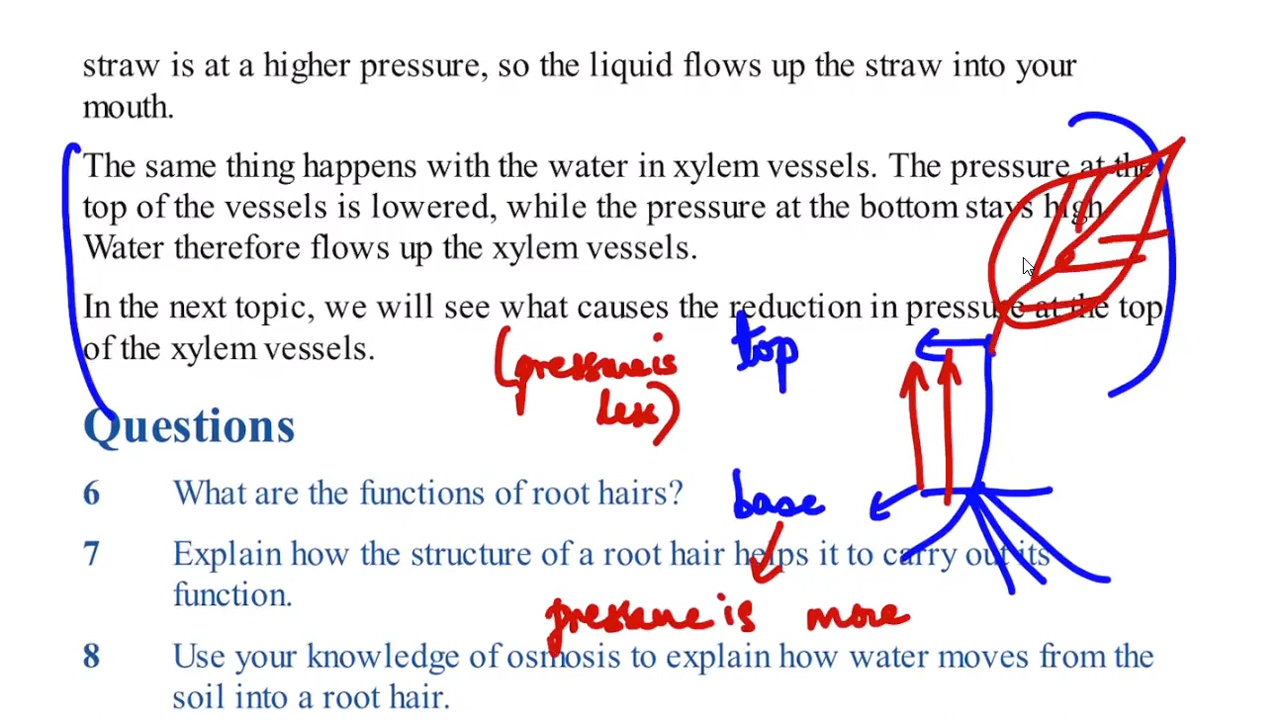 straw is at a higher pressure, so the liquid flows up the straw into your
mouth.
The same thing happens with the water in xylem vessels. The pressure at the
top of the vessels is lowered, while the pressure at the bottom stays high.
Water therefore flows up the xylem vessels.
In the next topic, we will see what causes the reduction in pressure at the top
of the xylem vessels.
(pressure is
less)
top
Questions
6 What are the functions of root hairs?
base
7 Explain how the structure of a root hair helps it to carry out its
function.
pressure is more
8 Use your knowledge of osmosis to explain how water moves from the
soil into a root hair.